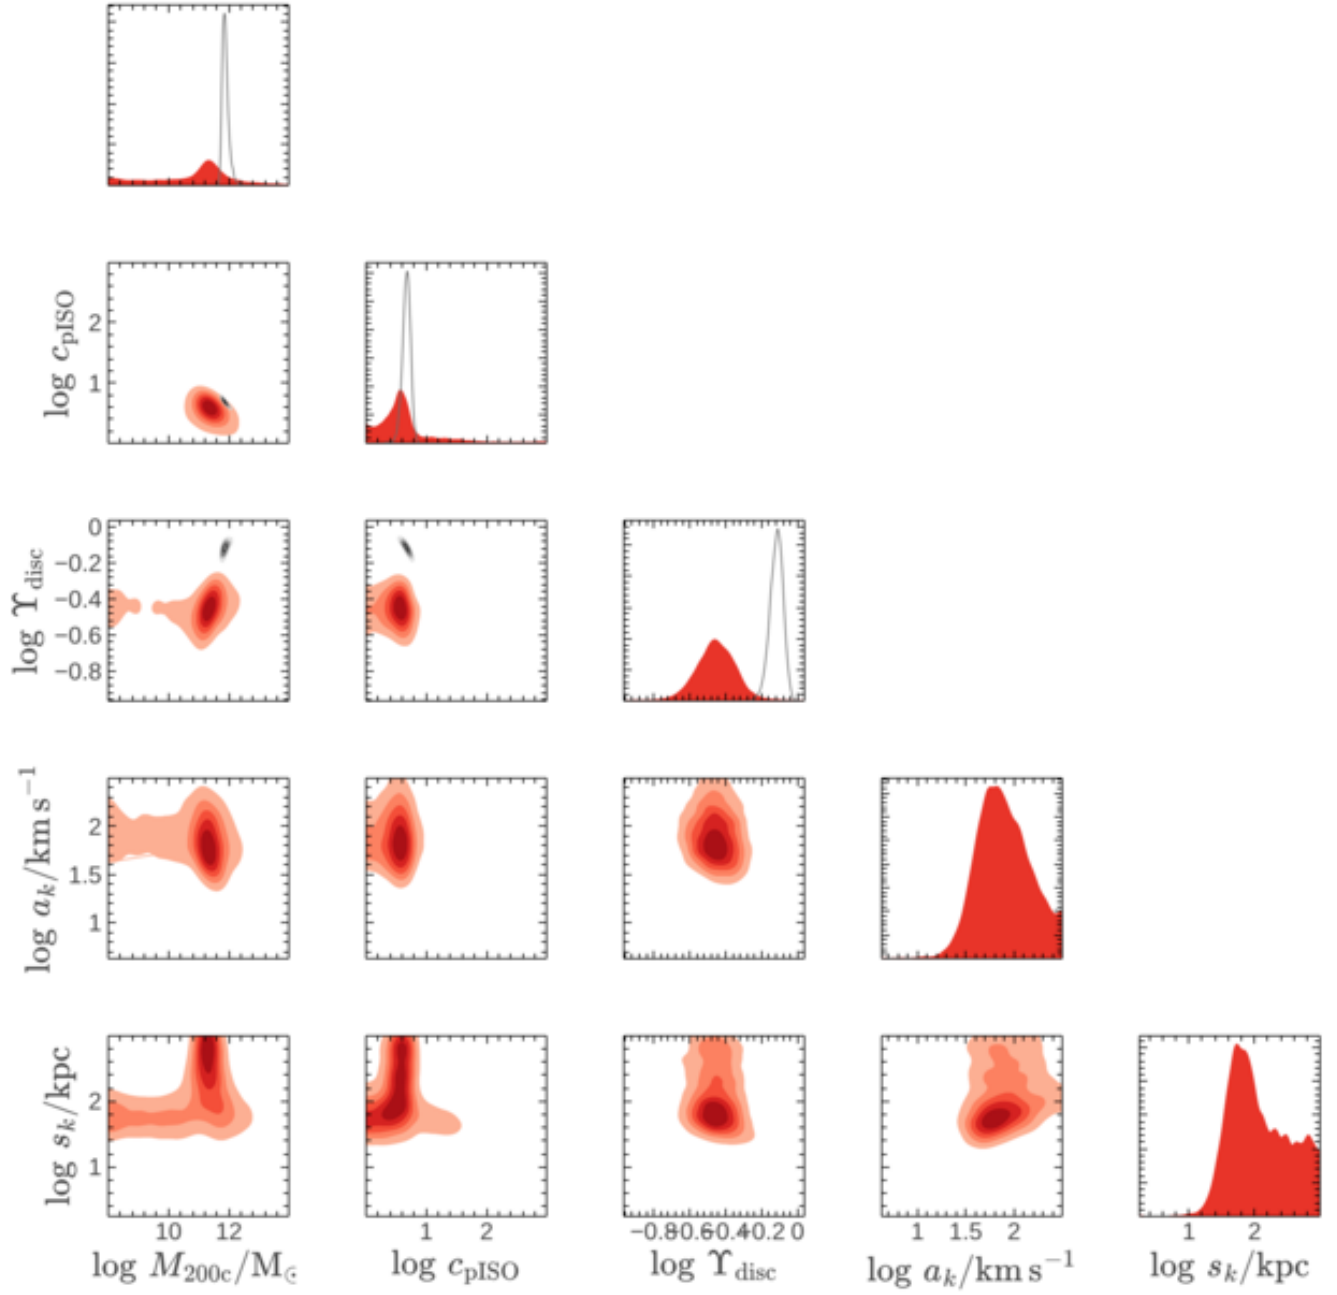 log c_pISO
2
1
log ϒ_disc
0
−0.2
−0.4
−0.6
−0.8
log a_k/km s⁻¹
2
1.5
1
log s_k/kpc
2
1
10 12
1 2
−0.8−0.6−0.4−0.2 0
1 1.5 2
1 2
log M_200c/M⊙
log c_pISO
log ϒ_disc
log a_k/km s⁻¹
log s_k/kpc